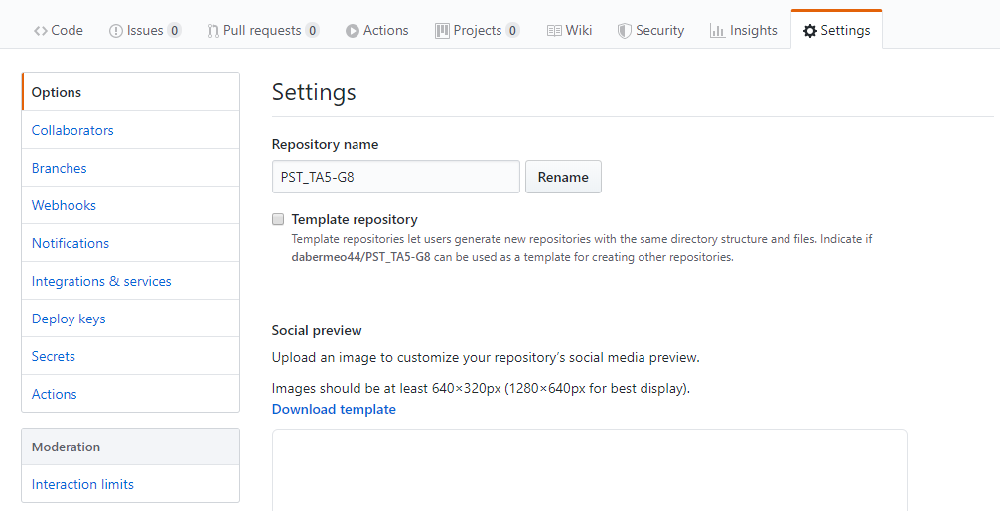 Code Issues 0 Pull requests 0 Actions Projects 0 Wiki Security Insights Settings
Options
Collaborators
Branches
Webhooks
Notifications
Integrations & services
Deploy keys
Secrets
Actions
Moderation
Interaction limits
Settings
Repository name
PST_TA5-G8 Rename
Template repository
Template repositories let users generate new repositories with the same directory structure and files. Indicate if
dabermeo44/PST_TA5-G8 can be used as a template for creating other repositories.
Social preview
Upload an image to customize your repository’s social media preview.
Images should be at least 640×320px (1280×640px for best display).
Download template